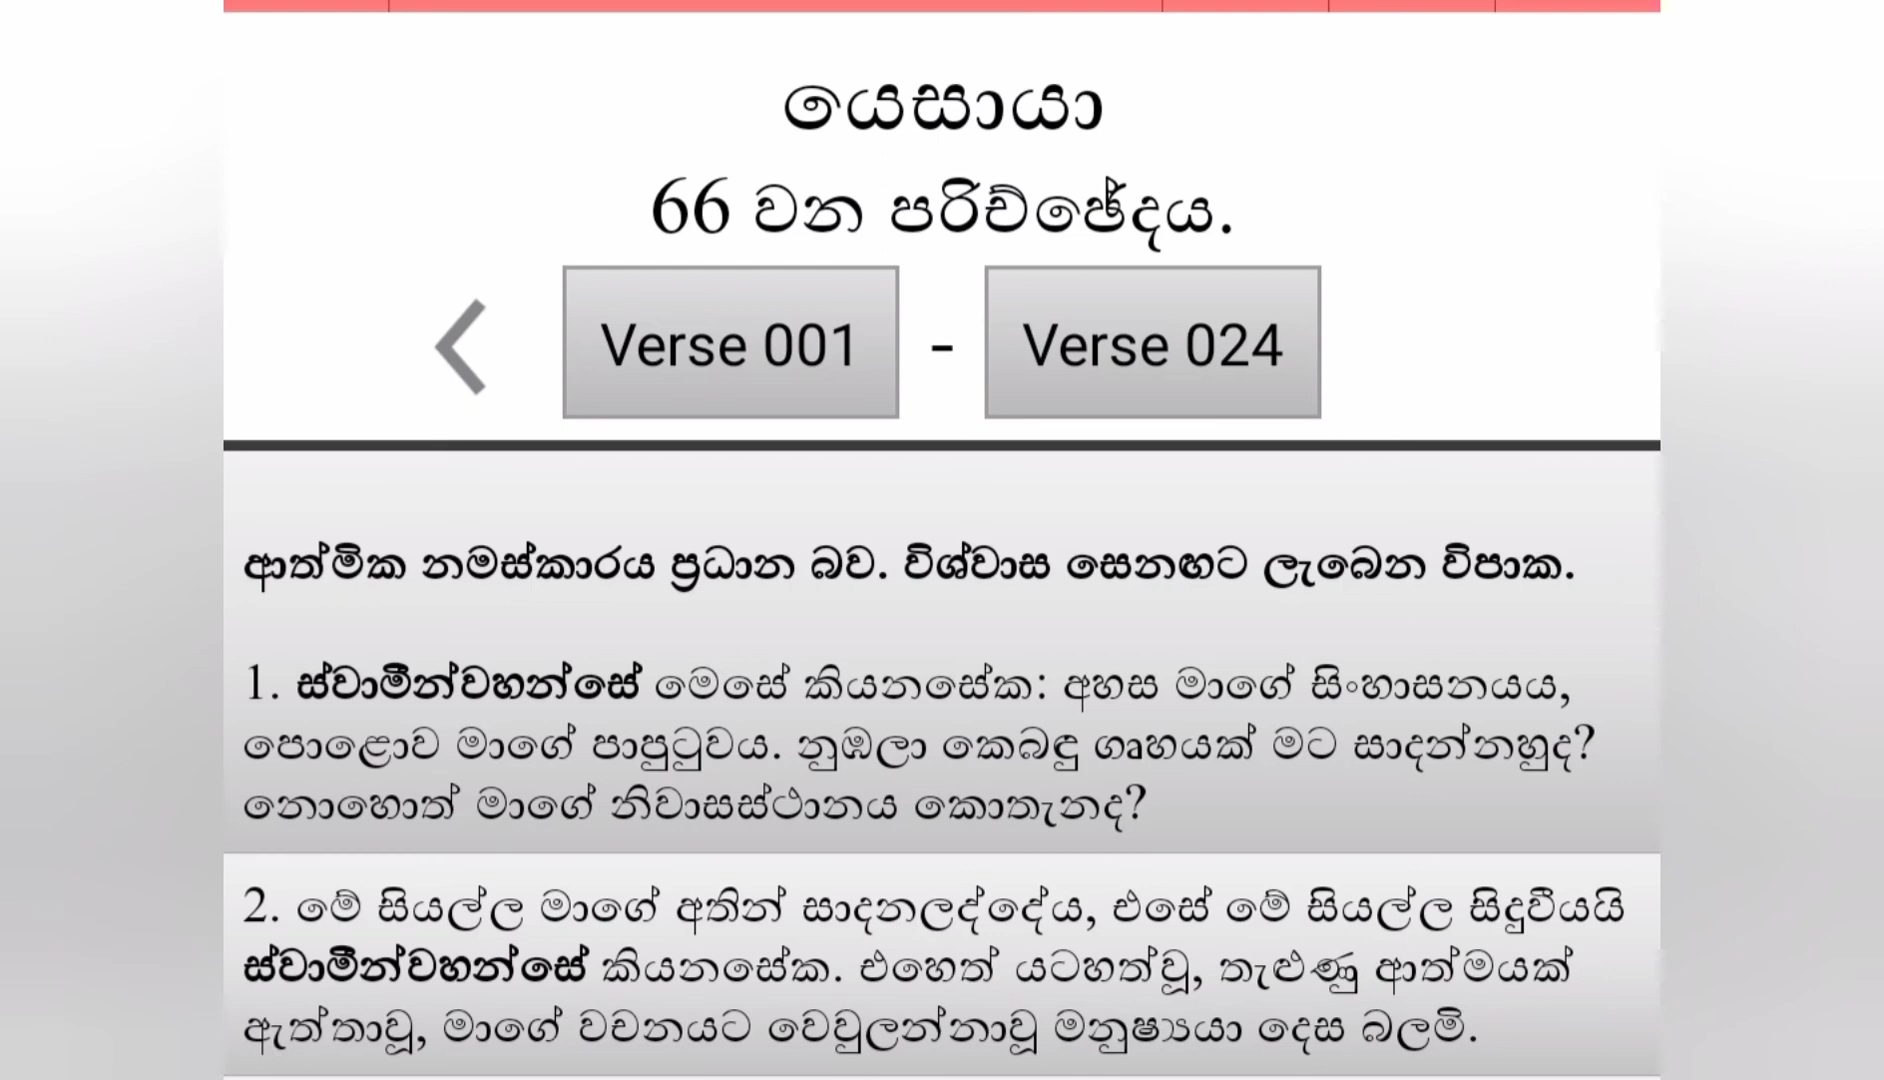 යෙසායා
66 වන පරිච්ඡේදය.
Verse 001 - Verse 024
ආත්මික නමස්කාරය ප්‍රධාන බව. විශ්වාස සෙනඟට ලැබෙන විපාක.
1. ස්වාමීන්වහන්සේ මෙසේ කියනසේක: අහස මාගේ සිංහාසනයය,
පොළොව මාගේ පාපුටුවය. නුඹලා කෙබඳු ගෘහයක් මට සාදන්නහුද?
නොහොත් මාගේ නිවාසස්ථානය කොතැනද?
2. මේ සියල්ල මාගේ අතින් සාදනලද්දේය, එසේ මේ සියල්ල සිදුවීයයි
ස්වාමීන්වහන්සේ කියනසේක. එහෙත් යටහත්වූ, තැළුණු ආත්මයක්
ඇත්තාවූ, මාගේ වචනයට වෙවුලන්නාවූ මනුෂ්‍යයා දෙස බලමි.